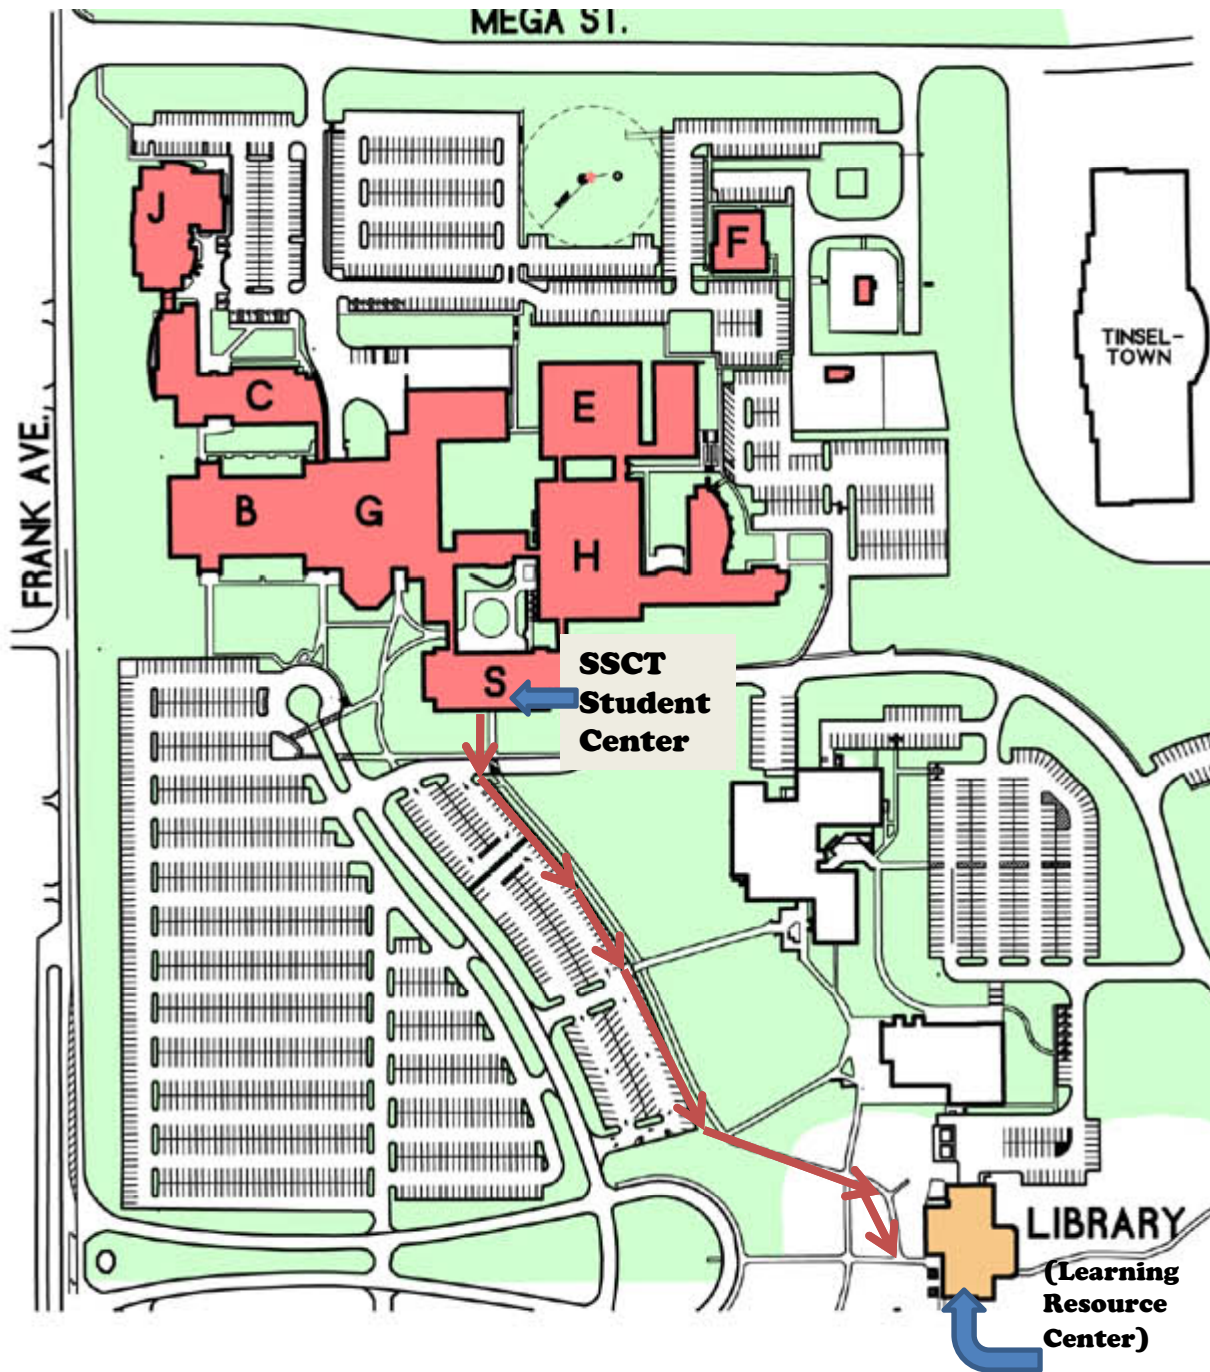 MEGA ST.
J
F
TINSEL-
TOWN
C
E
FRANK AVE.
B
G
H
S
SSCT
Student
Center
LIBRARY
(Learning
Resource
Center)